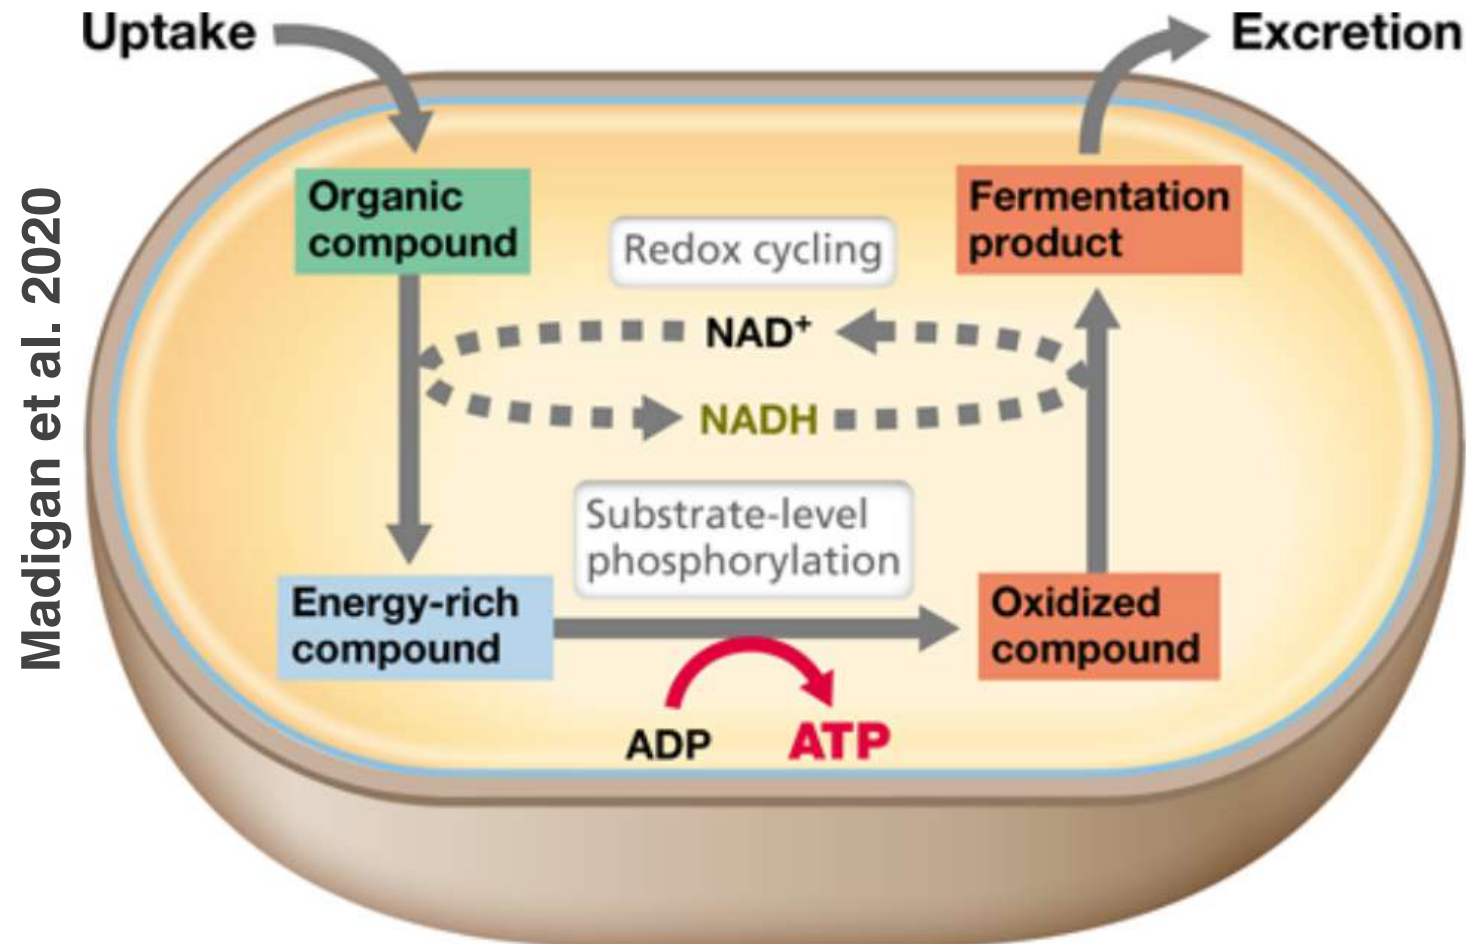 Uptake
Excretion
Madigan et al. 2020
Organic
compound
Fermentation
product
Redox cycling
NAD⁺
NADH
Substrate-level
phosphorylation
Energy-rich
compound
Oxidized
compound
ADP
ATP